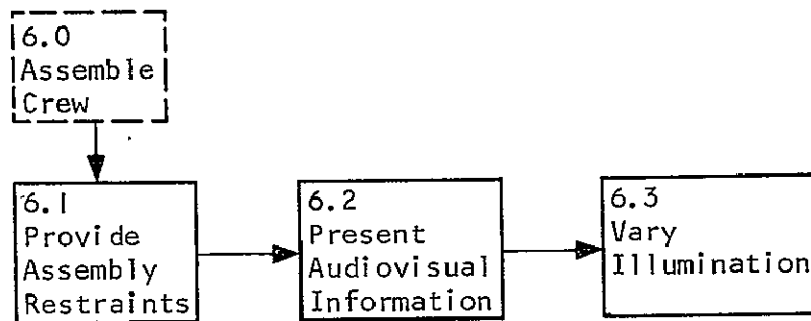 6.0
Assemble
Crew
6.1
Provide
Assembly
Restraints
6.2
Present
Audiovisual
Information
6.3
Vary
Illumination